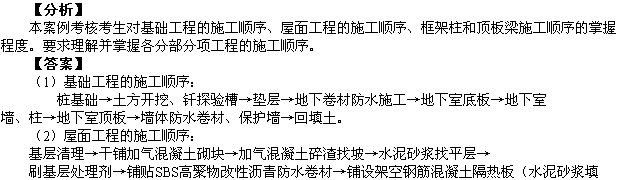 【分析】
本案例考核考生对基础工程的施工顺序、屋面工程的施工顺序、框架柱和顶板梁施工顺序的掌握
程度。要求理解并掌握各分部分项工程的施工顺序。
【答案】
（1）基础工程的施工顺序：
桩基础→土方开挖、钎探验槽→垫层→地下卷材防水施工→地下室底板→地下室
墙、柱→地下室顶板→墙体防水卷材、保护墙→回填土。
（2）屋面工程的施工顺序：
基层清理→干铺加气混凝土砌块→加气混凝土碎渣找坡→水泥砂浆找平层→
刷基层处理剂→铺贴SBS高聚物改性沥青防水卷材→铺设架空钢筋混凝土隔热板（水泥砂浆填